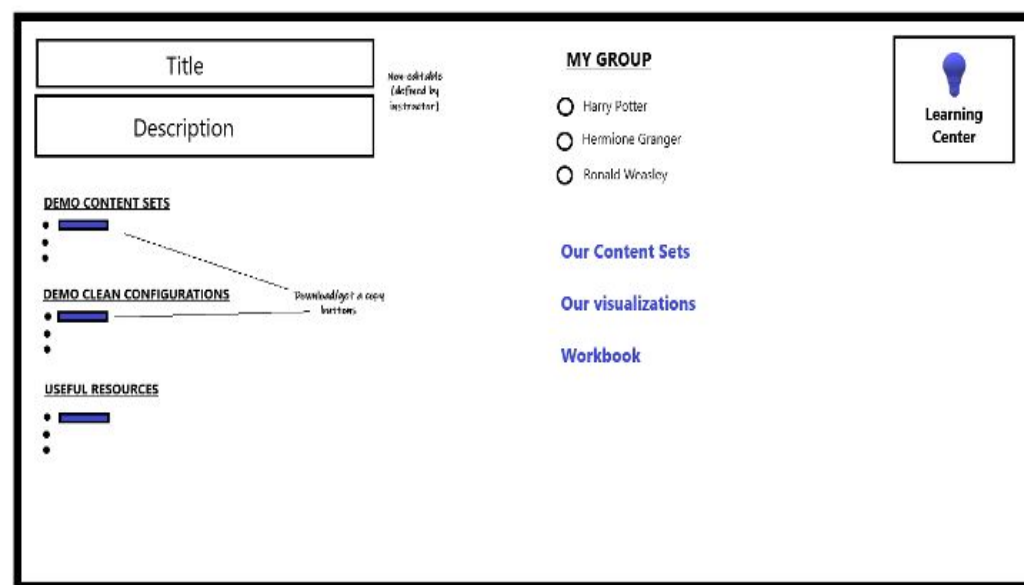 Title
Description
Non editable
(defined by
instructor)
DEMO CONTENT SETS
DEMO CLEAN CONFIGURATIONS
Download/get a copy
buttons
USEFUL RESOURCES
MY GROUP
Harry Potter
Hermione Granger
Ronald Weasley
Our Content Sets
Our visualizations
Workbook
Learning
Center